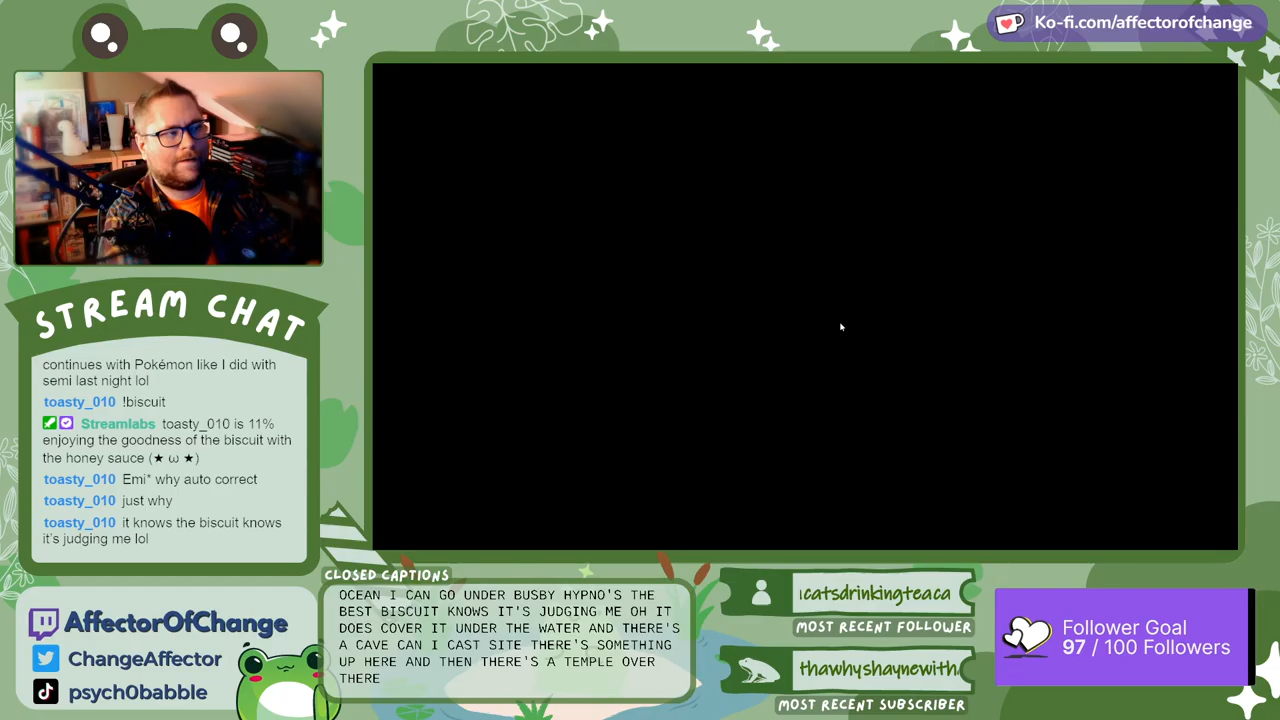 Ko-fi.com/affectorofchange
STREAM CHAT
continues with Pokémon like I did with
semi last night lol
toasty_010 !biscuit
Streamlabs toasty_010 is 11%
enjoying the goodness of the biscuit with
the honey sauce (★ ω ★)
toasty_010 Emi* why auto correct
toasty_010 just why
toasty_010 it knows the biscuit knows
it's judging me lol
AffectorOfChange
ChangeAffector
psych0babble
CLOSED CAPTIONS
OCEAN I CAN GO UNDER BUSBY HYPNO'S THE
BEST BISCUIT KNOWS IT'S JUDGING ME OH IT
DOES COVER IT UNDER THE WATER AND THERE'S
A CAVE CAN I CAST SITE THERE'S SOMETHING
UP HERE AND THEN THERE'S A TEMPLE OVER
THERE
catsdrinkingteaca
MOST RECENT FOLLOWER
thawhyshaynewith
MOST RECENT SUBSCRIBER
Follower Goal
97 / 100 Followers